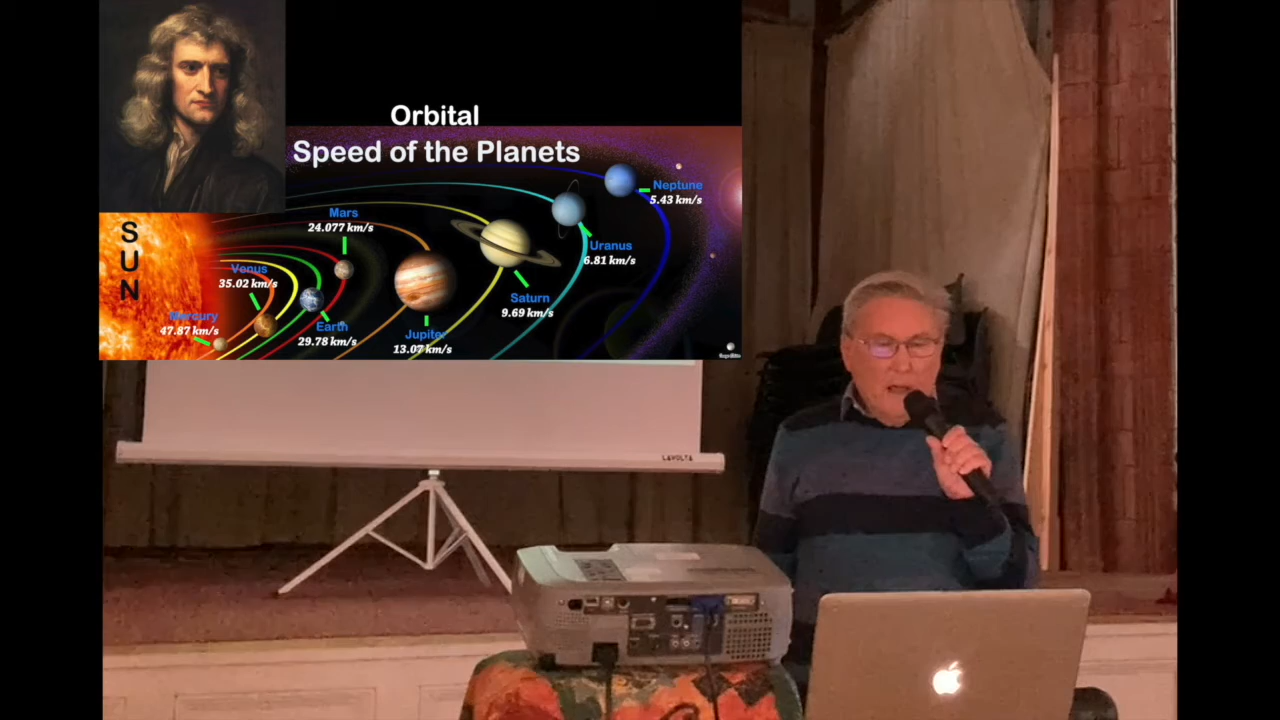 Orbital
Speed of the Planets
Neptune
5.43 km/s
Mars
24.077 km/s
SUN
Uranus
6.81 km/s
Venus
35.02 km/s
Saturn
9.69 km/s
Mercury
47.87 km/s
Earth
29.78 km/s
Jupiter
13.07 km/s
LAVOLTA